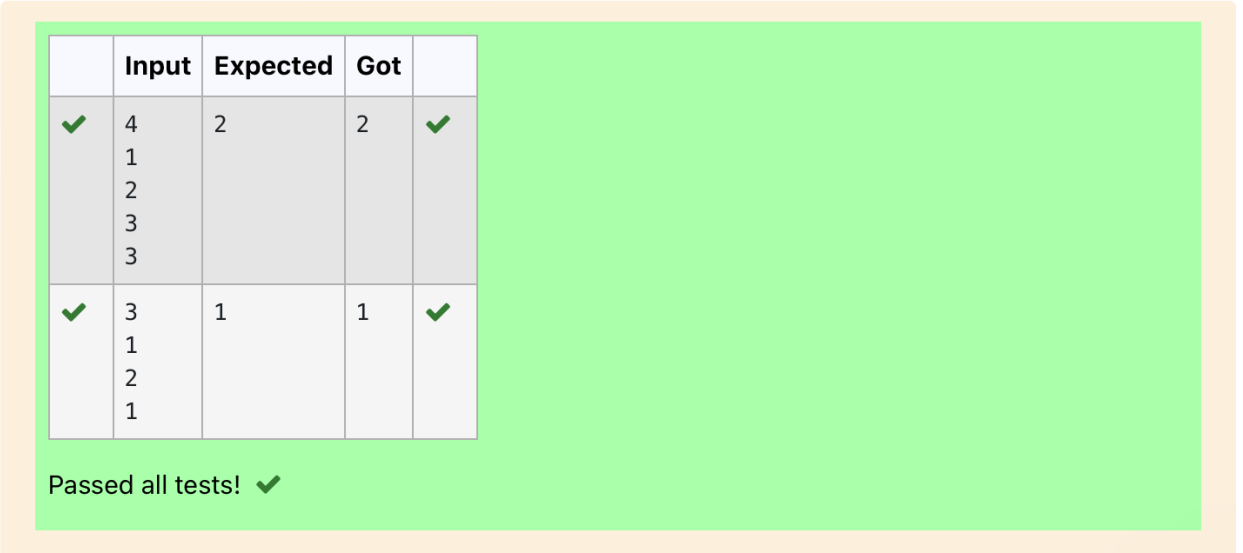 Input Expected Got
4 2 2
1
2
3
3
3 1 1
1
2
1
Passed all tests!